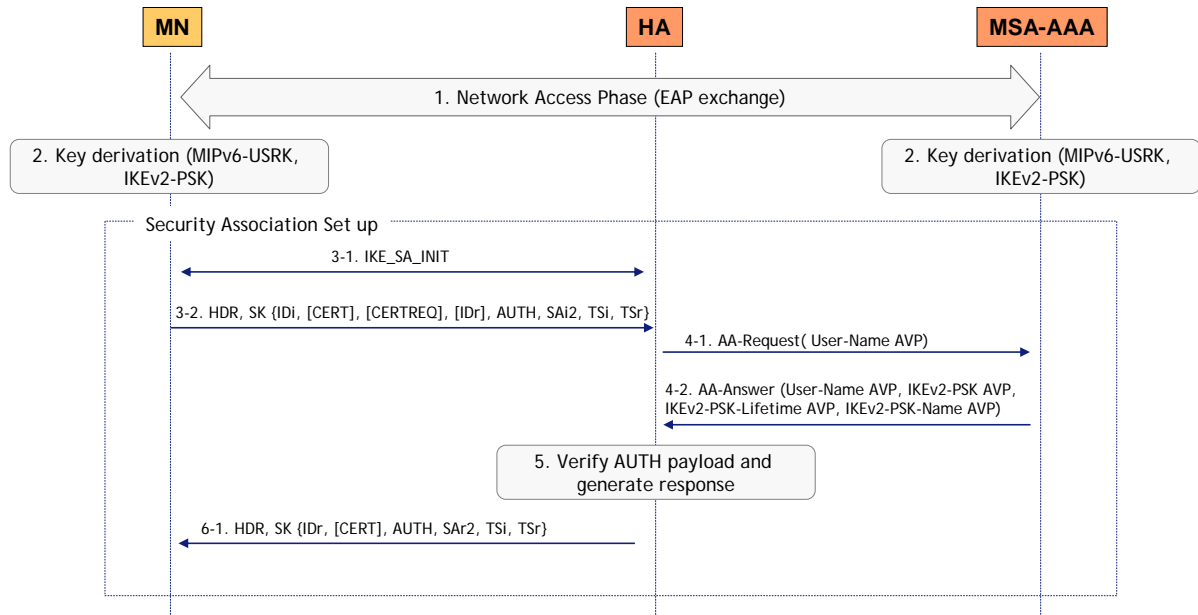 MN
HA
MSA-AAA
1. Network Access Phase (EAP exchange)
2. Key derivation (MIPv6-USRK,
IKEv2-PSK)
2. Key derivation (MIPv6-USRK,
IKEv2-PSK)
Security Association Set up
3-1. IKE_SA_INIT
3-2. HDR, SK {IDi, [CERT], [CERTREQ], [IDr], AUTH, SAi2, TSi, TSr}
4-1. AA-Request( User-Name AVP)
4-2. AA-Answer (User-Name AVP, IKEv2-PSK AVP,
IKEv2-PSK-Lifetime AVP, IKEv2-PSK-Name AVP)
5. Verify AUTH payload and
generate response
6-1. HDR, SK {IDr, [CERT], AUTH, SAr2, TSi, TSr}